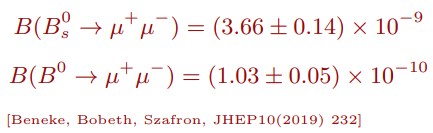 B(B_s^0 → μ⁺μ⁻) = (3.66 ± 0.14) × 10⁻⁹
B(B⁰ → μ⁺μ⁻) = (1.03 ± 0.05) × 10⁻¹⁰
[Beneke, Bobeth, Szafron, JHEP10(2019) 232]